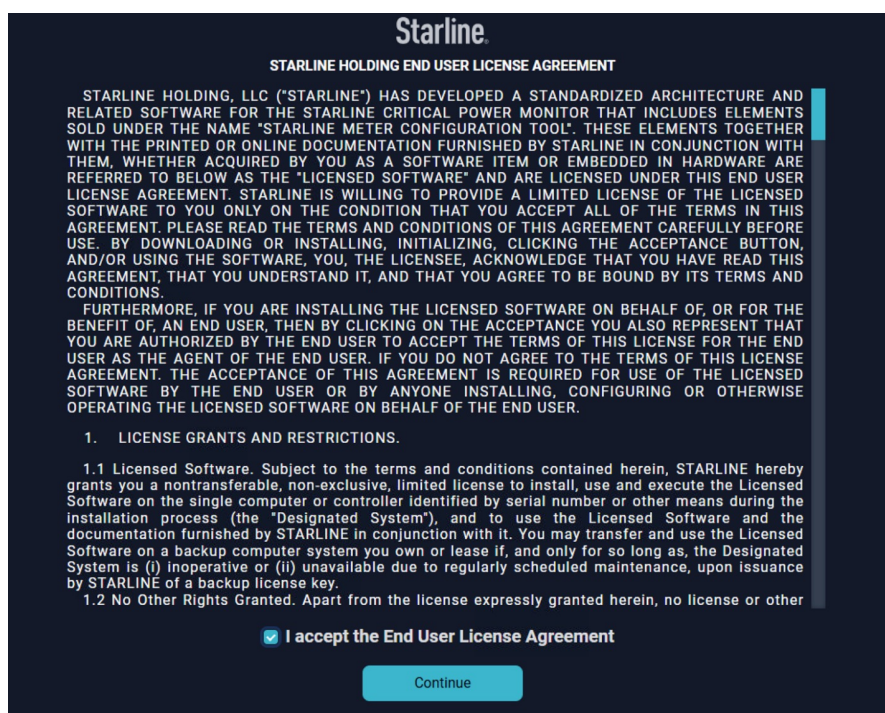 Starline.
STARLINE HOLDING END USER LICENSE AGREEMENT
STARLINE HOLDING, LLC ("STARLINE") HAS DEVELOPED A STANDARDIZED ARCHITECTURE AND
RELATED SOFTWARE FOR THE STARLINE CRITICAL POWER MONITOR THAT INCLUDES ELEMENTS
SOLD UNDER THE NAME "STARLINE METER CONFIGURATION TOOL". THESE ELEMENTS TOGETHER
WITH THE PRINTED OR ONLINE DOCUMENTATION FURNISHED BY STARLINE IN CONJUNCTION WITH
THEM, WHETHER ACQUIRED BY YOU AS A SOFTWARE ITEM OR EMBEDDED IN HARDWARE ARE
REFERRED TO BELOW AS THE "LICENSED SOFTWARE" AND ARE LICENSED UNDER THIS END USER
LICENSE AGREEMENT. STARLINE IS WILLING TO PROVIDE A LIMITED LICENSE OF THE LICENSED
SOFTWARE TO YOU ONLY ON THE CONDITION THAT YOU ACCEPT ALL OF THE TERMS IN THIS
AGREEMENT. PLEASE READ THE TERMS AND CONDITIONS OF THIS AGREEMENT CAREFULLY BEFORE
USE. BY DOWNLOADING OR INSTALLING, INITIALIZING, CLICKING THE ACCEPTANCE BUTTON,
AND/OR USING THE SOFTWARE, YOU, THE LICENSEE, ACKNOWLEDGE THAT YOU HAVE READ THIS
AGREEMENT, THAT YOU UNDERSTAND IT, AND THAT YOU AGREE TO BE BOUND BY ITS TERMS AND
CONDITIONS.
FURTHERMORE, IF YOU ARE INSTALLING THE LICENSED SOFTWARE ON BEHALF OF, OR FOR THE
BENEFIT OF, AN END USER, THEN BY CLICKING ON THE ACCEPTANCE YOU ALSO REPRESENT THAT
YOU ARE AUTHORIZED BY THE END USER TO ACCEPT THE TERMS OF THIS LICENSE FOR THE END
USER AS THE AGENT OF THE END USER. IF YOU DO NOT AGREE TO THE TERMS OF THIS LICENSE
AGREEMENT. THE ACCEPTANCE OF THIS AGREEMENT IS REQUIRED FOR USE OF THE LICENSED
SOFTWARE BY THE END USER OR BY ANYONE INSTALLING, CONFIGURING OR OTHERWISE
OPERATING THE LICENSED SOFTWARE ON BEHALF OF THE END USER.
1. LICENSE GRANTS AND RESTRICTIONS.
1.1 Licensed Software. Subject to the terms and conditions contained herein, STARLINE hereby
grants you a nontransferable, non-exclusive, limited license to install, use and execute the Licensed
Software on the single computer or controller identified by serial number or other means during the
installation process (the "Designated System"), and to use the Licensed Software and the
documentation furnished by STARLINE in conjunction with it. You may transfer and use the Licensed
Software on a backup computer system you own or lease if, and only for so long as, the Designated
System is (i) inoperative or (ii) unavailable due to regularly scheduled maintenance, upon issuance
by STARLINE of a backup license key.
1.2 No Other Rights Granted. Apart from the license expressly granted herein, no license or other
I accept the End User License Agreement
Continue